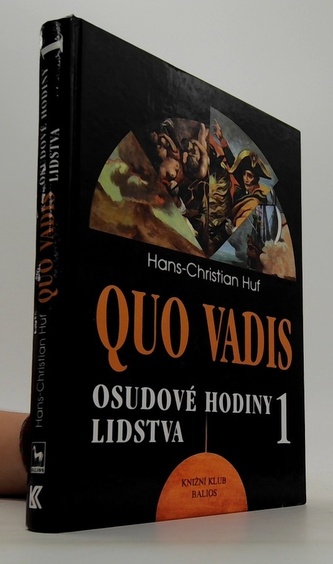 Hans-Christian Huf
QUO VADIS
OSUDOVÉ HODINY
LIDSTVA
1
KNIŽNÍ KLUB
BALIOS
Hans-Christian Huf
QUO VADIS
OSUDOVÉ HODINY
LIDSTVA
1
K